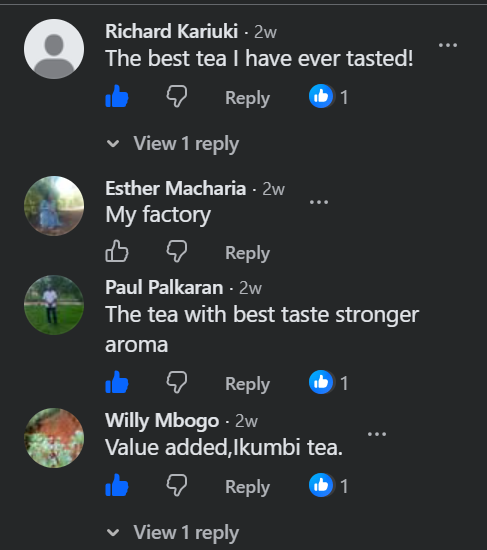 Richard Kariuki · 2w
The best tea I have ever tasted!
Reply 1
View 1 reply
Esther Macharia · 2w
My factory
Reply
Paul Palkaran · 2w
The tea with best taste stronger
aroma
Reply 1
Willy Mbogo · 2w
Value added,Ikumbi tea.
Reply 1
View 1 reply